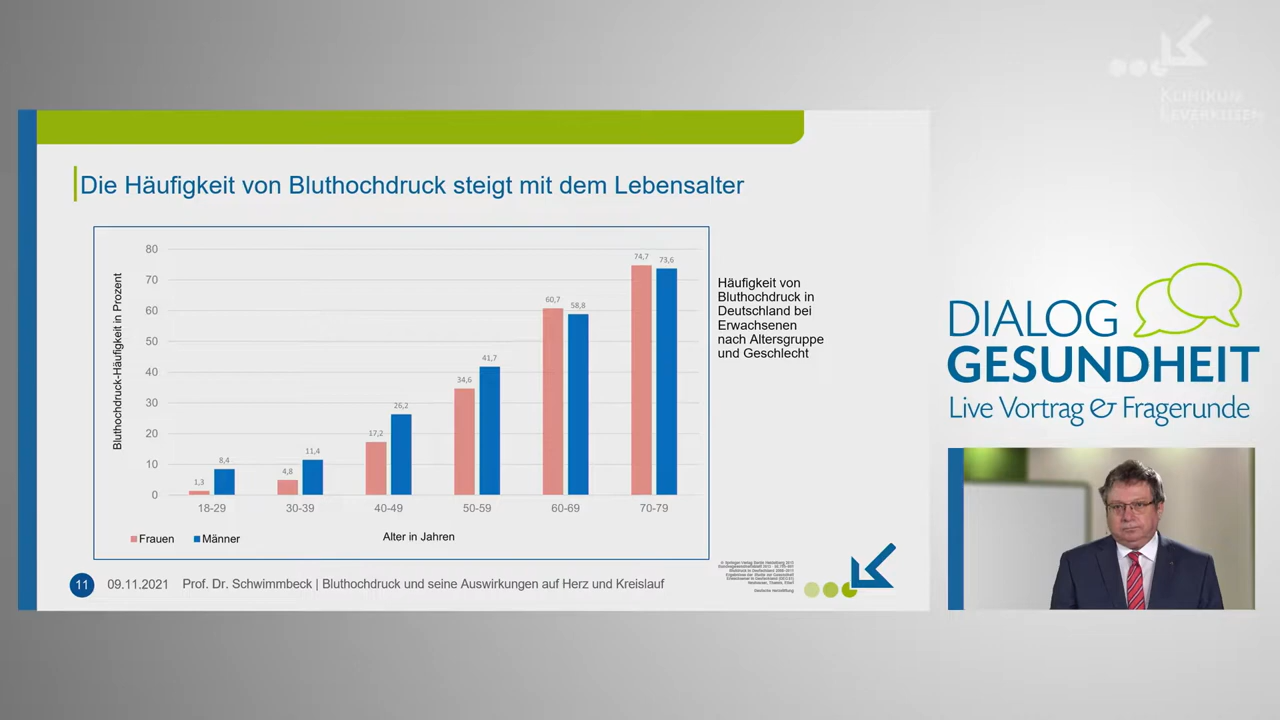 KLINIKUM
LEVERKUSEN
Die Häufigkeit von Bluthochdruck steigt mit dem Lebensalter
Bluthochdruck-Häufigkeit in Prozent
80
70
60
50
40
30
20
10
0
1,3
8,4
4,8
11,4
17,2
26,2
34,6
41,7
60,7
58,8
74,7
73,6
18-29
30-39
40-49
50-59
60-69
70-79
Alter in Jahren
Frauen
Männer
Häufigkeit von
Bluthochdruck in
Deutschland bei
Erwachsenen
nach Altersgruppe
und Geschlecht
11
09.11.2021
Prof. Dr. Schwimmbeck | Bluthochdruck und seine Auswirkungen auf Herz und Kreislauf
Deutsche Herzstiftung
DIALOG
GESUNDHEIT
Live Vortrag & Fragerunde